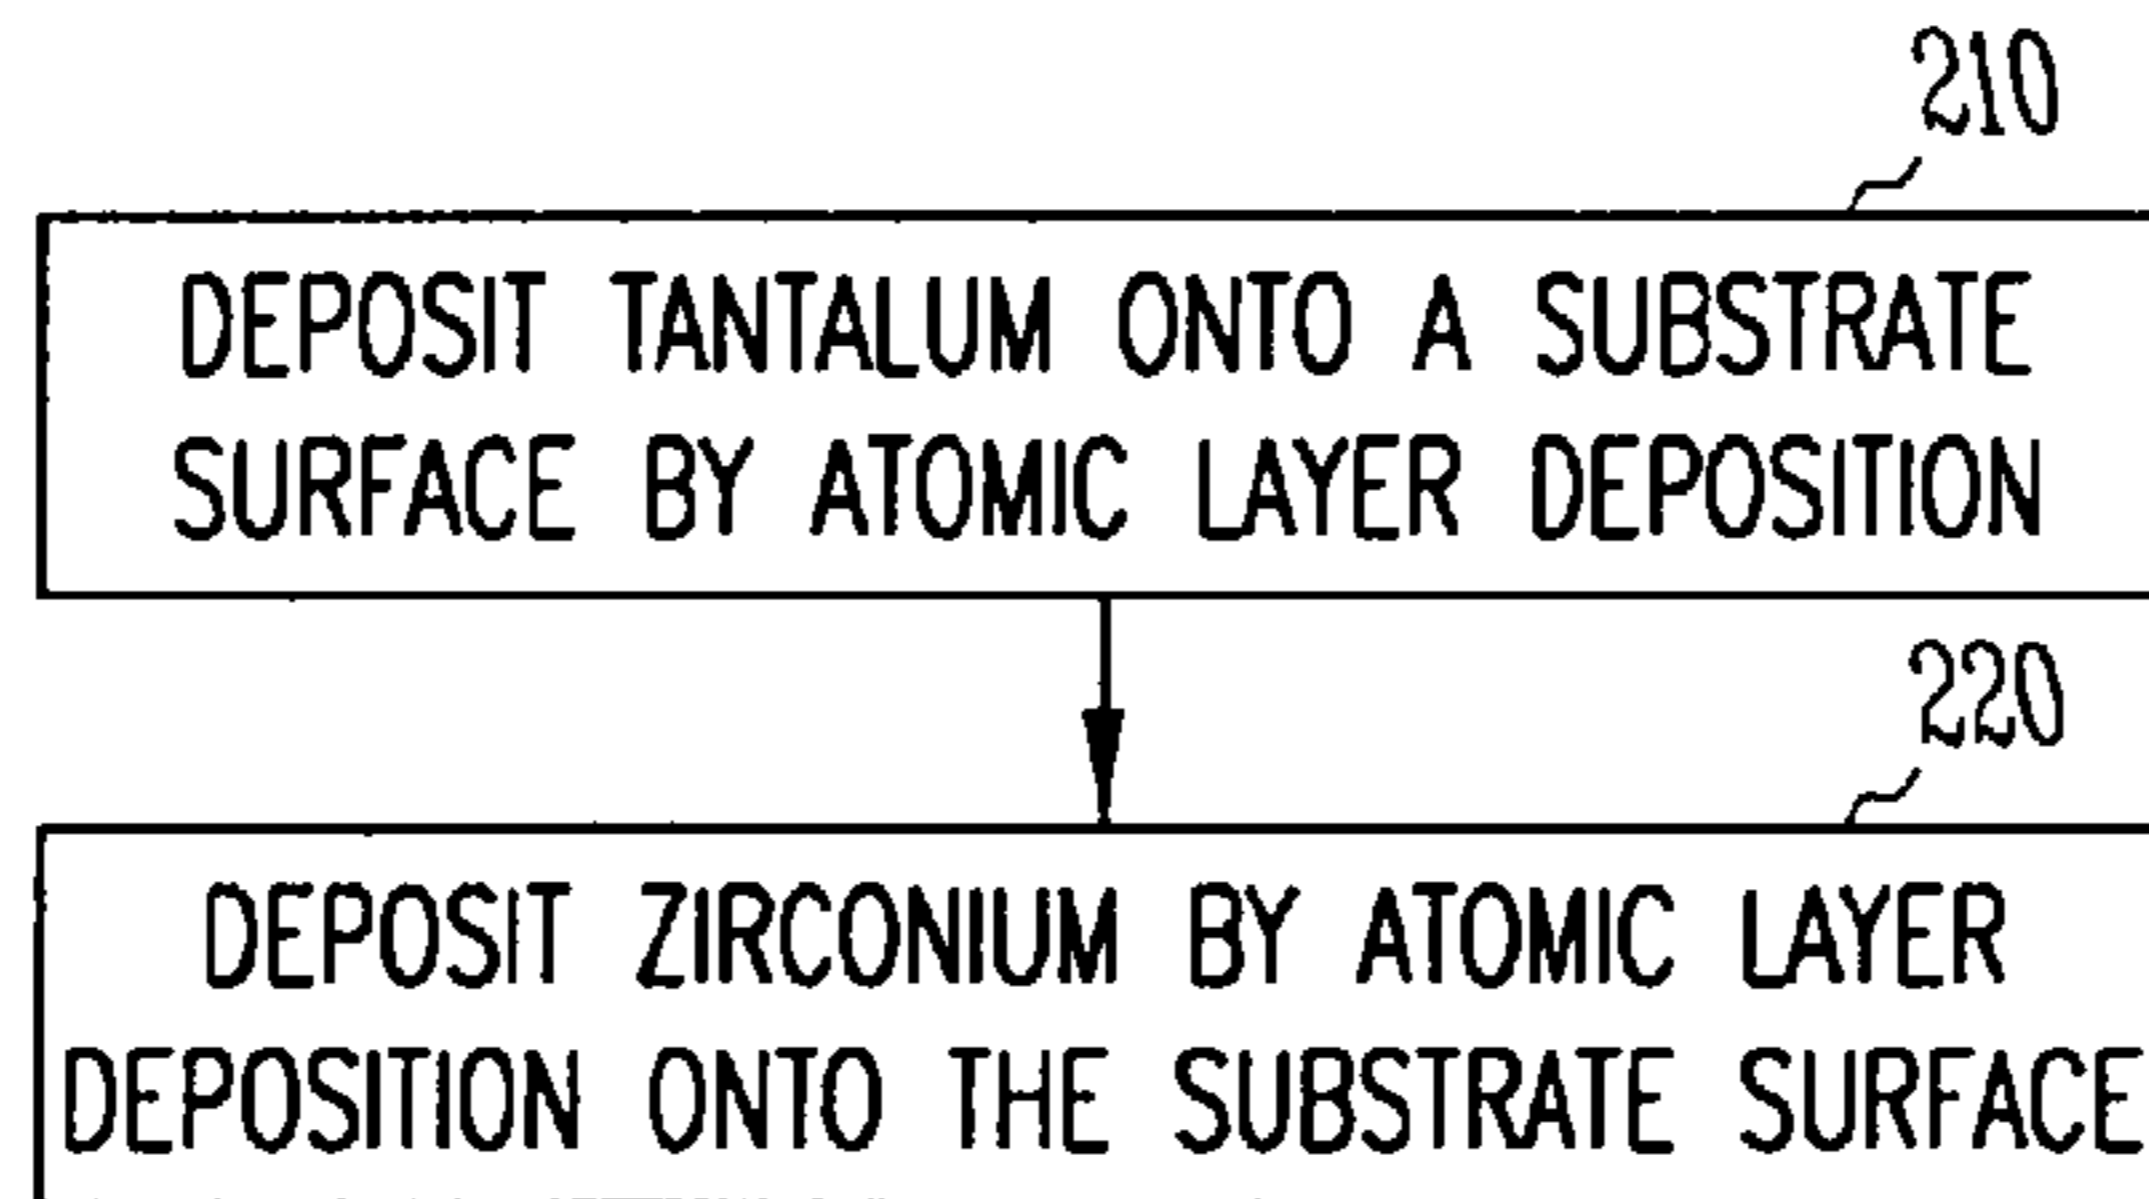 210
DEPOSIT TANTALUM ONTO A SUBSTRATE
SURFACE BY ATOMIC LAYER DEPOSITION
220
DEPOSIT ZIRCONIUM BY ATOMIC LAYER
DEPOSITION ONTO THE SUBSTRATE SURFACE